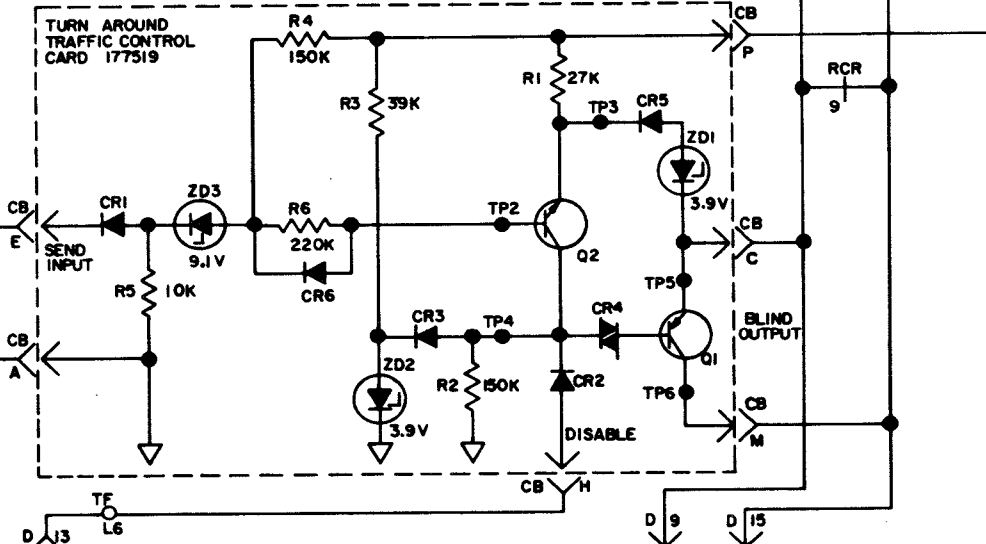 TURN AROUND
TRAFFIC CONTROL
CARD 177519
R4
150K
CB
P
R1
27K
RCR
9
R3
39K
TP3
CR5
ZD1
3.9V
CB
E
SEND
INPUT
CR1
ZD3
9.1V
R6
220K
CR6
TP2
Q2
CB
C
R5
10K
TP5
CR3
TP4
CR4
Q1
BLIND
OUTPUT
CB
A
ZD2
3.9V
R2
150K
CR2
TP6
CB
M
DISABLE
CB
H
TF
L6
D
13
D
9
D
15